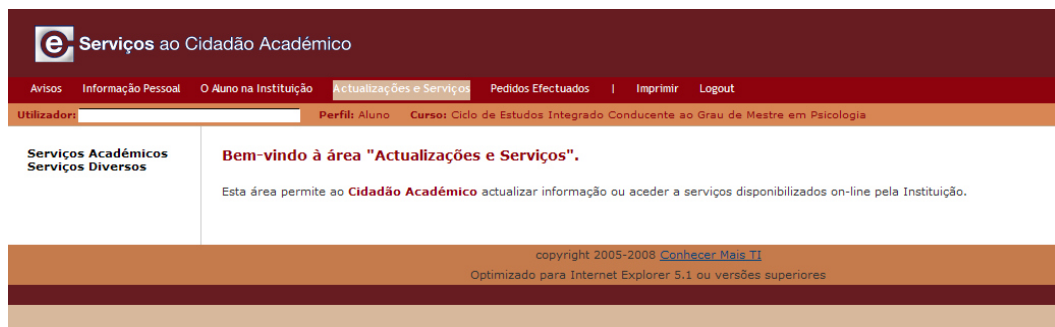 e Serviços ao Cidadão Académico
Avisos Informação Pessoal O Aluno na Instituição Actualizações e Serviços Pedidos Efectuados | Imprimir Logout
Utilizador: Perfil: Aluno Curso: Ciclo de Estudos Integrado Conducente ao Grau de Mestre em Psicologia
Serviços Académicos
Serviços Diversos
Bem-vindo à área "Actualizações e Serviços".
Esta área permite ao Cidadão Académico actualizar informação ou aceder a serviços disponibilizados on-line pela Instituição.
copyright 2005-2008 Conhecer Mais TI
Optimizado para Internet Explorer 5.1 ou versões superiores